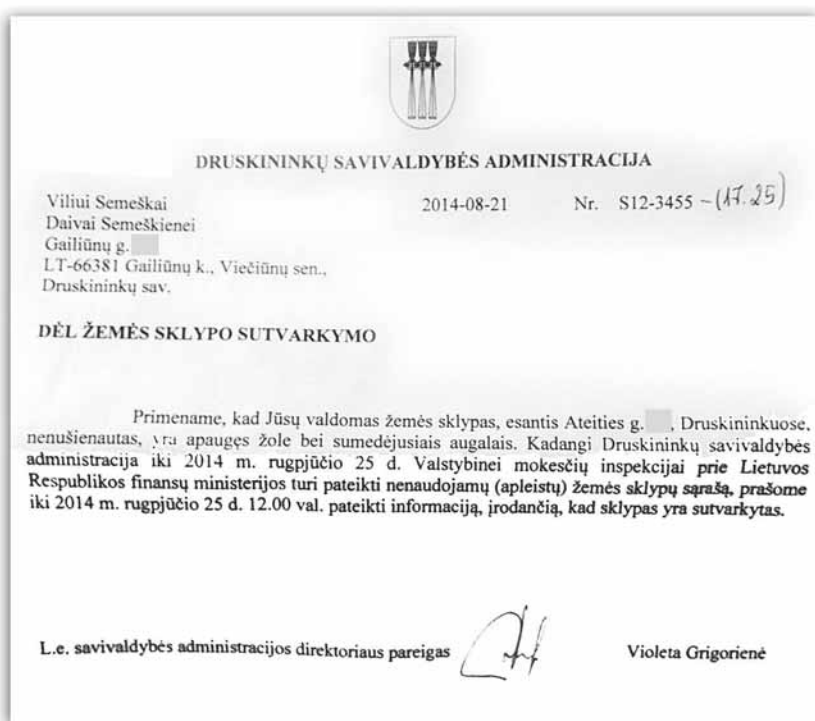 DRUSKININKŲ SAVIVALDYBĖS ADMINISTRACIJA
Viliui Semeškai 2014-08-21 Nr. S12-3455 -(17.25)
Daivai Semeškienei
Gailiūnų g.
LT-66381 Gailiūnų k., Viečiūnų sen.,
Druskininkų sav.
DĖL ŽEMĖS SKLYPO SUTVARKYMO
Primename, kad Jūsų valdomas žemės sklypas, esantis Ateities g. , Druskininkuose,
nenušienautas, yra apaugęs žole bei sumedėjusiais augalais. Kadangi Druskininkų savivaldybės
administracija iki 2014 m. rugpjūčio 25 d. Valstybinei mokesčių inspekcijai prie Lietuvos
Respublikos finansų ministerijos turi pateikti nenaudojamų (apleistų) žemės sklypų sąrašą, prašome
iki 2014 m. rugpjūčio 25 d. 12.00 val. pateikti informaciją, įrodančią, kad sklypas yra sutvarkytas.
L.e. savivaldybės administracijos direktoriaus pareigas Violeta Grigorienė